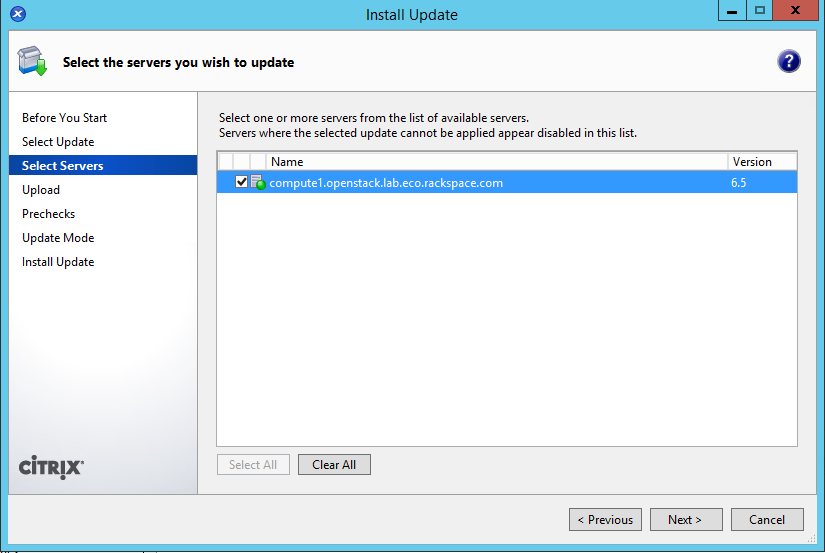 Install Update
Select the servers you wish to update
?
Before You Start
Select Update
Select Servers
Upload
Prechecks
Update Mode
Install Update
Select one or more servers from the list of available servers.
Servers where the selected update cannot be applied appear disabled in this list.
Name Version
compute1.openstack.lab.eco.rackspace.com 6.5
Select All Clear All
CİTRIX
< Previous Next > Cancel